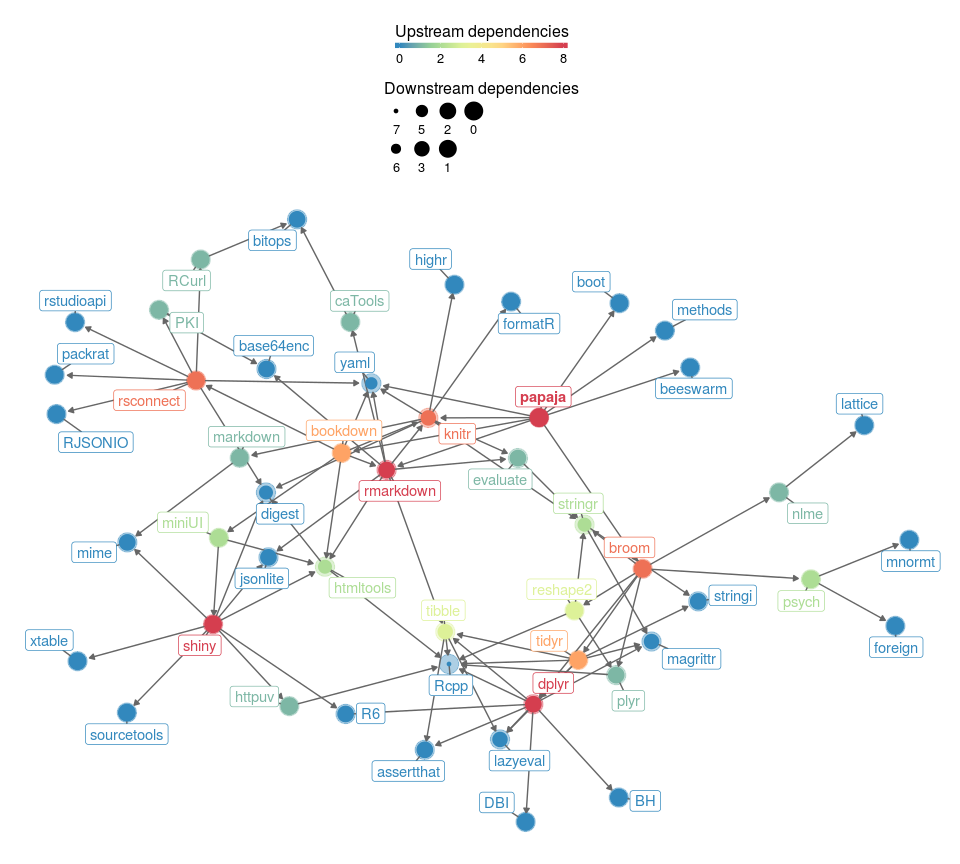 Upstream dependencies
0 2 4 6 8
Downstream dependencies
7 5 2 0
6 3 1
bitops
highr
RCurl
boot
rstudioapi
caTools
methods
PKI
formatR
base64enc
packrat
yaml
beeswarm
papaja
rsconnect
lattice
bookdown
knitr
markdown
RJSONIO
evaluate
rmarkdown
stringr
digest
nlme
miniUI
broom
mime
mnormt
jsonlite
htmltools
reshape2
stringi
psych
tibble
xtable
shiny
tidyr
foreign
magrittr
Rcpp
dplyr
httpuv
plyr
R6
sourcetools
lazyeval
assertthat
DBI
BH